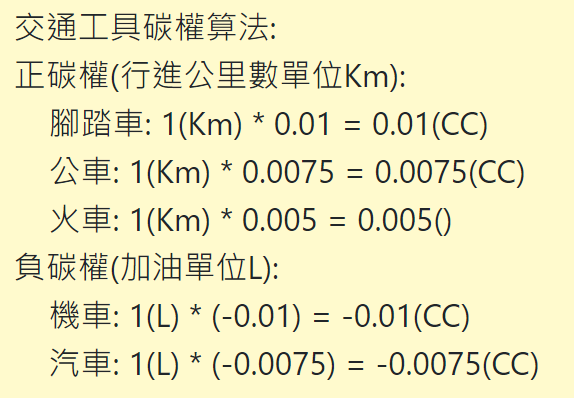 交通工具碳權算法:
正碳權(行進公里數單位Km):
腳踏車: 1(Km) * 0.01 = 0.01(CC)
公車: 1(Km) * 0.0075 = 0.0075(CC)
火車: 1(Km) * 0.005 = 0.005()
負碳權(加油單位L):
機車: 1(L) * (-0.01) = -0.01(CC)
汽車: 1(L) * (-0.0075) = -0.0075(CC)